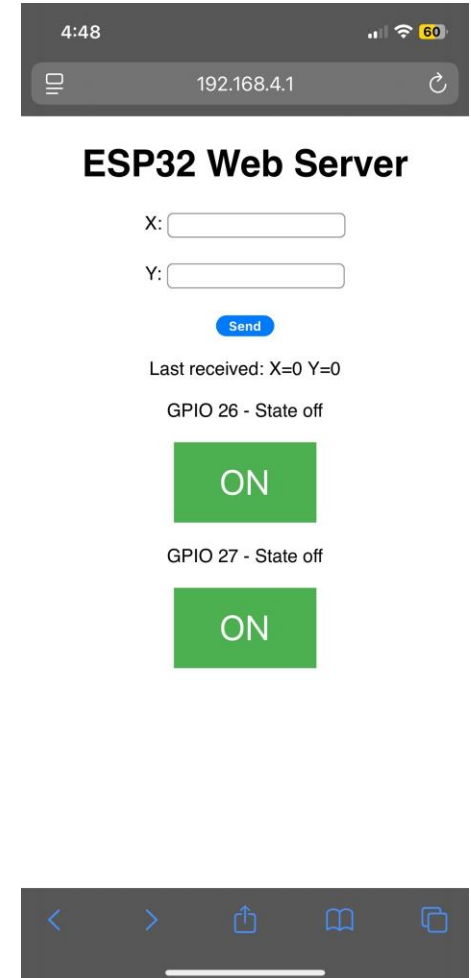 4:48
60
192.168.4.1
ESP32 Web Server
X:
Y:
Send
Last received: X=0 Y=0
GPIO 26 - State off
ON
GPIO 27 - State off
ON